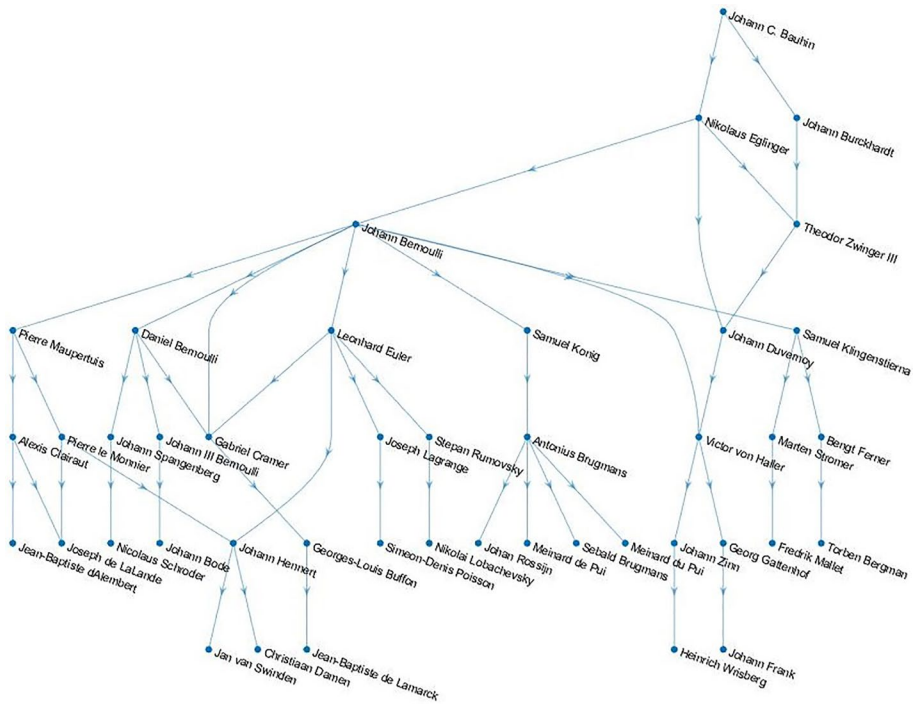 Johann C. Bauhin
Nikolaus Eglinger
Johann Burckhardt
Johann Bernoulli
Theodor Zwinger III
Pierre Maupertuis
Daniel Bernoulli
Leonhard Euler
Samuel Konig
Johann Duvernoy
Samuel Klingenstierna
Alexis Clairaut
Pierre le Monnier
Johann Spangenberg
Johann III Bernoulli
Gabriel Cramer
Joseph Lagrange
Stepan Rumovsky
Antonius Brugmans
Victor von Haller
Marten Stromer
Bengt Ferner
Jean-Baptiste dAlembert
Joseph de LaLande
Nicolaus Schroder
Johann Bode
Johann Hennert
Georges-Louis Buffon
Simeon-Denis Poisson
Nikolai Lobachevsky
Johan Rossijn
Meinard de Pui
Sebald Brugmans
Meinard du Pui
Johann Zinn
Georg Gattenhof
Fredrik Mallet
Torben Bergman
Jan van Swinden
Christiaan Damen
Jean-Baptiste de Lamarck
Heinrich Wrisberg
Johann Frank